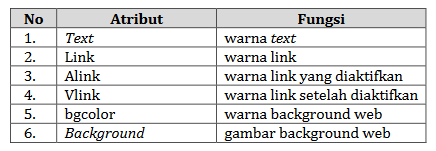 No Atribut Fungsi
1. Text warna text
2. Link warna link
3. Alink warna link yang diaktifkan
4. Vlink warna link setelah diaktifkan
5. bgcolor warna background web
6. Background gambar background web